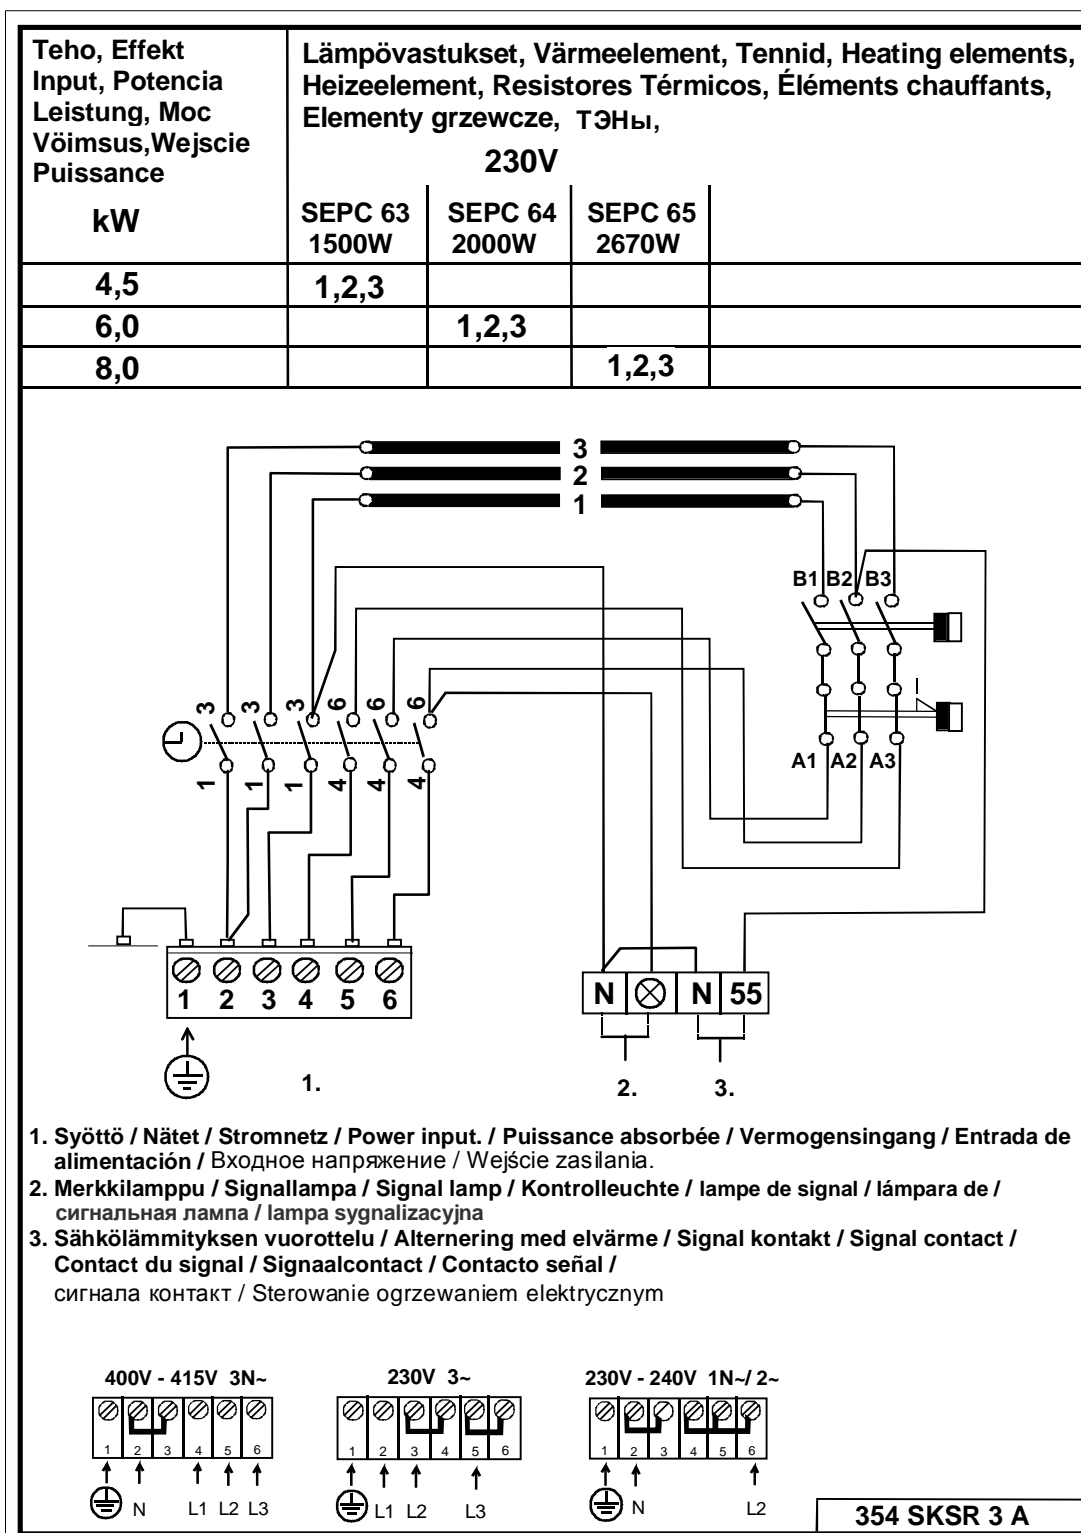 Teho, Effekt
Input, Potencia
Leistung, Moc
Vöimsus,Wejscie
Puissance
kW
Lämpövastukset, Värmeelement, Tennid, Heating elements,
Heizeelement, Resistores Térmicos, Éléments chauffants,
Elementy grzewcze, ТЭНы,
230V
SEPC 63 SEPC 64 SEPC 65
1500W 2000W 2670W
4,5 1,2,3
6,0 1,2,3
8,0 1,2,3
3
2
1
B1 B2 B3
3 3 3 6 6 6
1 1 1 4 4 4
A1 A2 A3
1 2 3 4 5 6
N N 55
1. 2. 3.
1. Syöttö / Nätet / Stromnetz / Power input. / Puissance absorbée / Vermogensingang / Entrada de
alimentación / Входное напряжение / Wejście zasilania.
2. Merkkilamppu / Signallampa / Signal lamp / Kontrolleuchte / lampe de signal / lámpara de /
сигнальная лампа / lampa sygnalizacyjna
3. Sähkölämmityksen vuorottelu / Alternering med elvärme / Signal kontakt / Signal contact /
Contact du signal / Signaalcontact / Contacto señal /
сигнала контакт / Sterowanie ogrzewaniem elektrycznym
400V - 415V 3N~
1 2 3 4 5 6
N L1 L2 L3
230V 3~
1 2 3 4 5 6
L1 L2 L3
230V - 240V 1N~/ 2~
1 2 3 4 5 6
N L2
354 SKSR 3 A